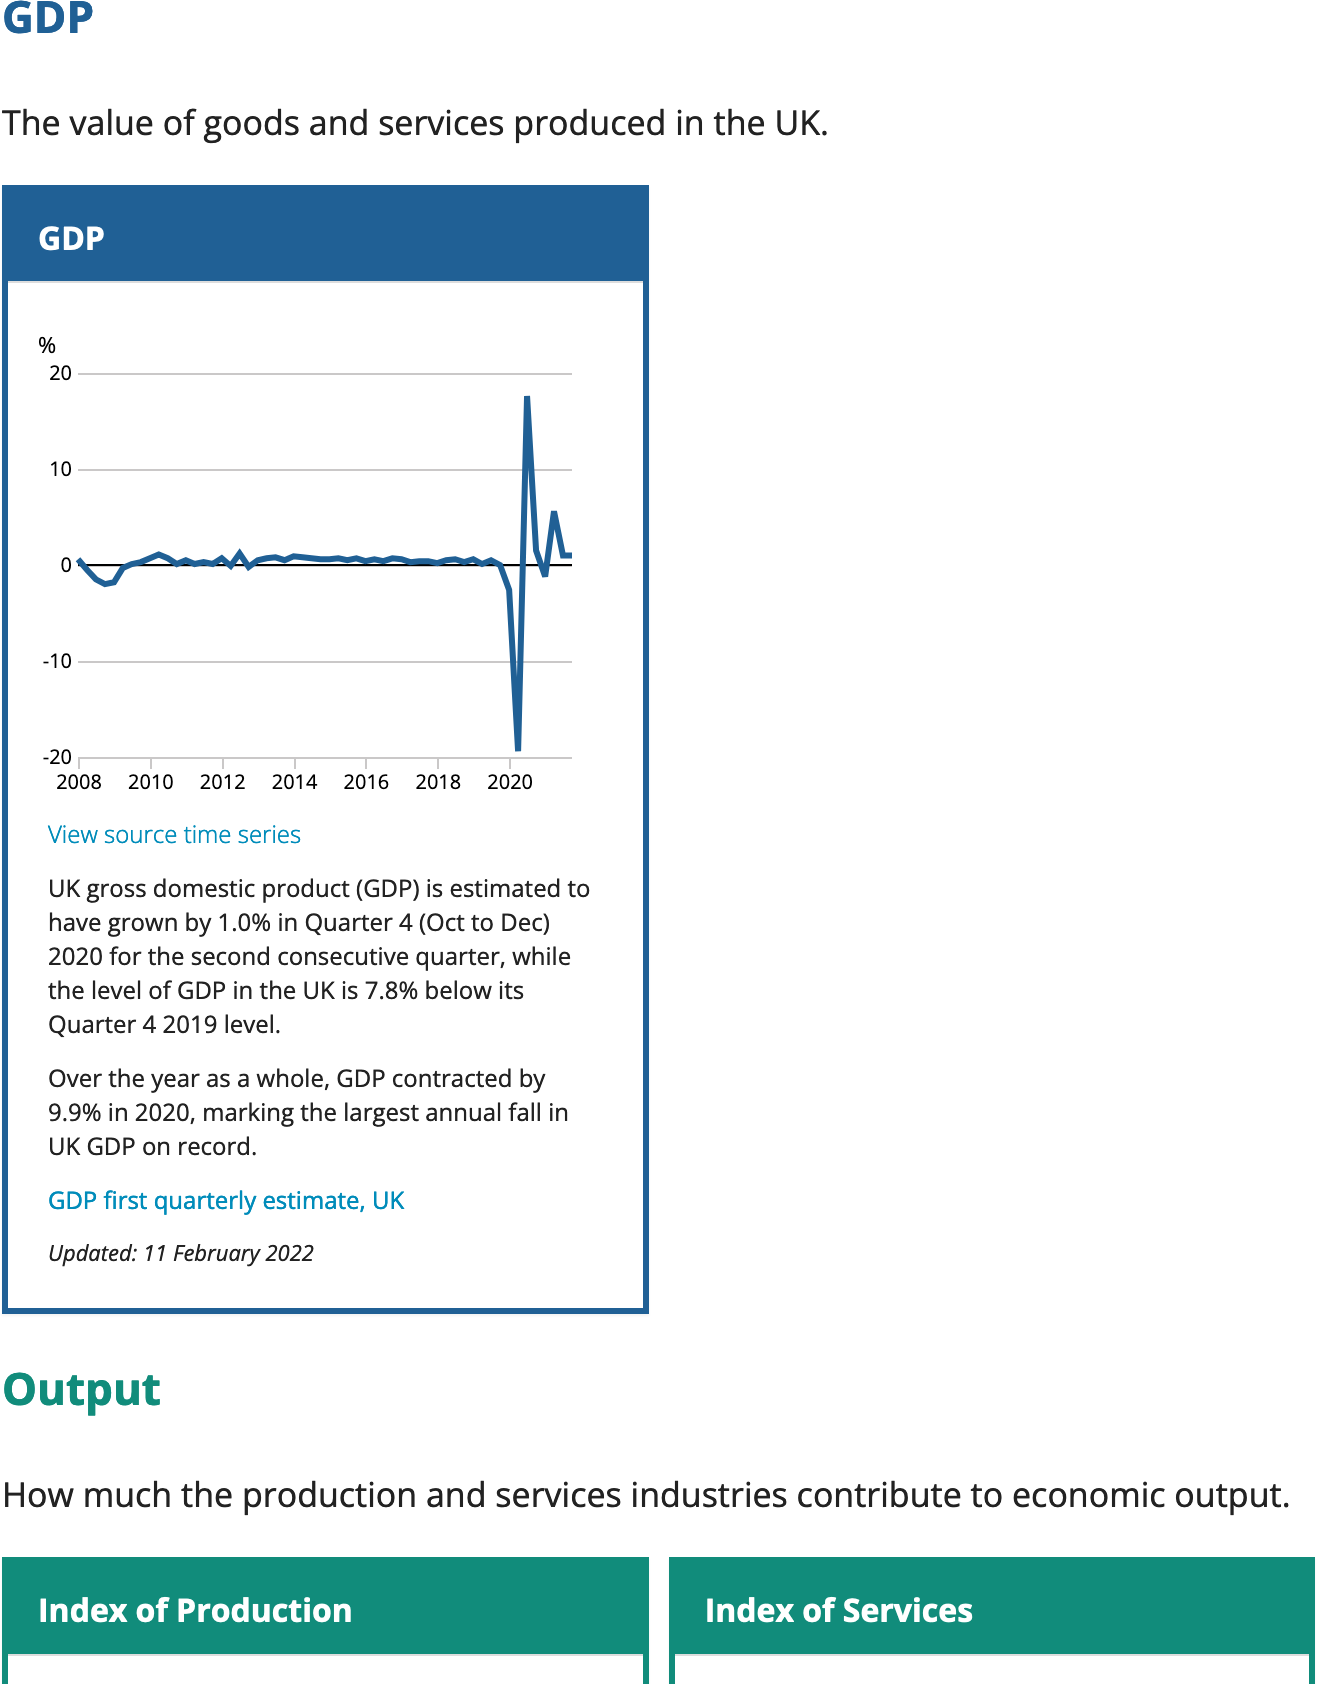 GDP
The value of goods and services produced in the UK.
GDP
%
20
10
0
-10
-20
2008 2010 2012 2014 2016 2018 2020
View source time series
UK gross domestic product (GDP) is estimated to
have grown by 1.0% in Quarter 4 (Oct to Dec)
2020 for the second consecutive quarter, while
the level of GDP in the UK is 7.8% below its
Quarter 4 2019 level.
Over the year as a whole, GDP contracted by
9.9% in 2020, marking the largest annual fall in
UK GDP on record.
GDP first quarterly estimate, UK
Updated: 11 February 2022
Output
How much the production and services industries contribute to economic output.
Index of Production
Index of Services